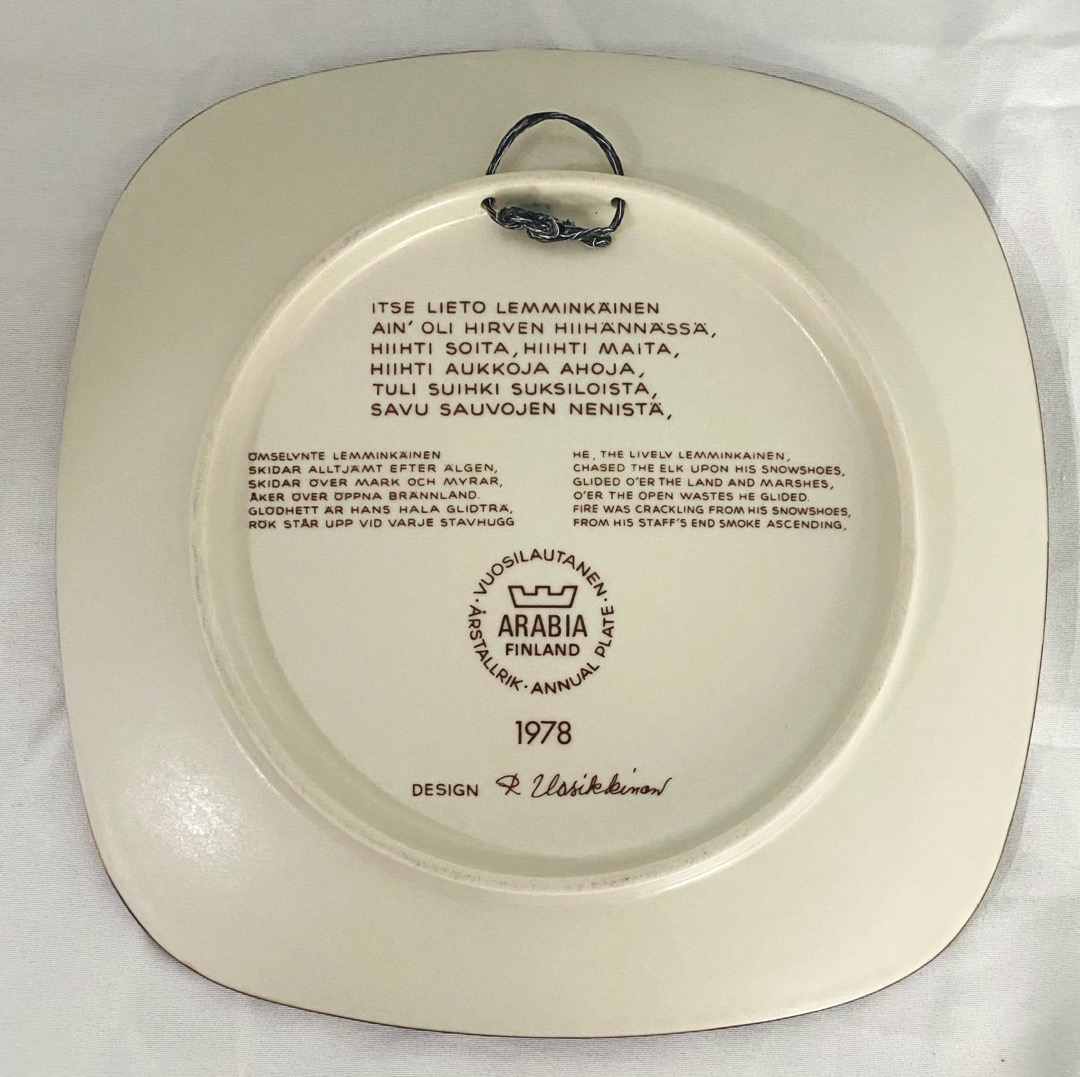 ITSE LIETO LEMMINKÄINEN
AIN' OLI HIRVEN HIIHÄNNÄSSÄ,
HIIHTI SOITA, HIIHTI MAITA,
HIIHTI AUKKOJA AHOJA,
TULI SUIHKI SUKSILOISTA,
SAVU SAUVOJEN NENISTÄ,
ÖMSELYNTE LEMMINKÄINEN
SKIDAR ALLTJÄMT EFTER ÄLGEN,
SKIDAR ÖVER MARK OCH MYRAR,
ÅKER ÖVER ÖPPNA BRÄNNLAND.
GLÖDHETT ÄR HANS HALA GLIDTRÄ,
RÖK STÅR UPP VID VARJE STAVHUGG
HE, THE LIVELY LEMMINKAINEN,
CHASED THE ELK UPON HIS SNOWSHOES,
GLIDED O'ER THE LAND AND MARSHES,
O'ER THE OPEN WASTES HE GLIDED.
FIRE WAS CRACKLING FROM HIS SNOWSHOES,
FROM HIS STAFF'S END SMOKE ASCENDING,
· VUOSILAUTANEN · ANNUAL PLATE · ÅRSTALLRIK
ARABIA
FINLAND
1978
DESIGN R Uosikkinen